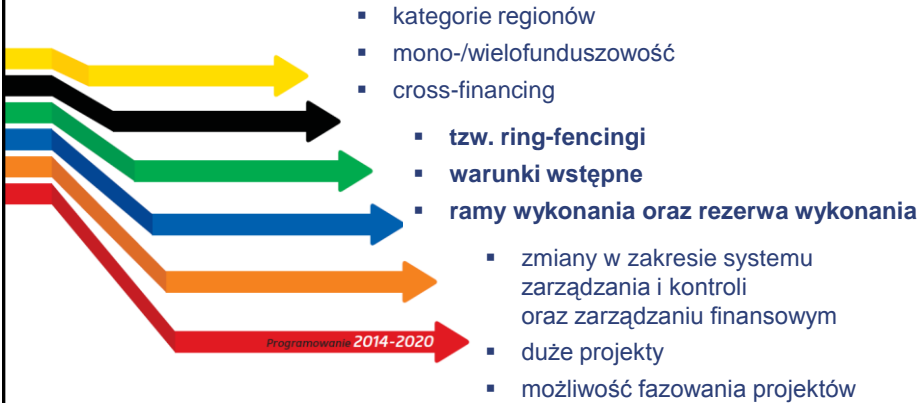 ▪ kategorie regionów
▪ mono-/wielofunduszowość
▪ cross-financing
▪ tzw. ring-fencingi
▪ warunki wstępne
▪ ramy wykonania oraz rezerwa wykonania
▪ zmiany w zakresie systemu
zarządzania i kontroli
oraz zarządzaniu finansowym
Programowanie 2014-2020
▪ duże projekty
▪ możliwość fazowania projektów